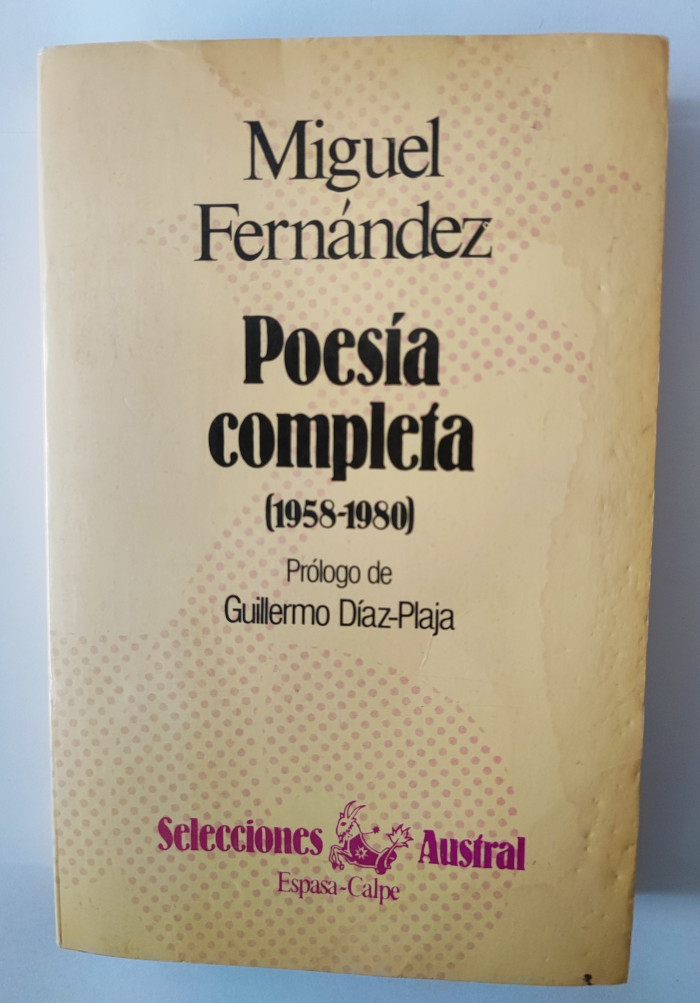 Miguel
Fernández
Poesía
completa
(1958-1980)
Prólogo de
Guillermo Díaz-Plaja
Selecciones Austral
Espasa-Calpe